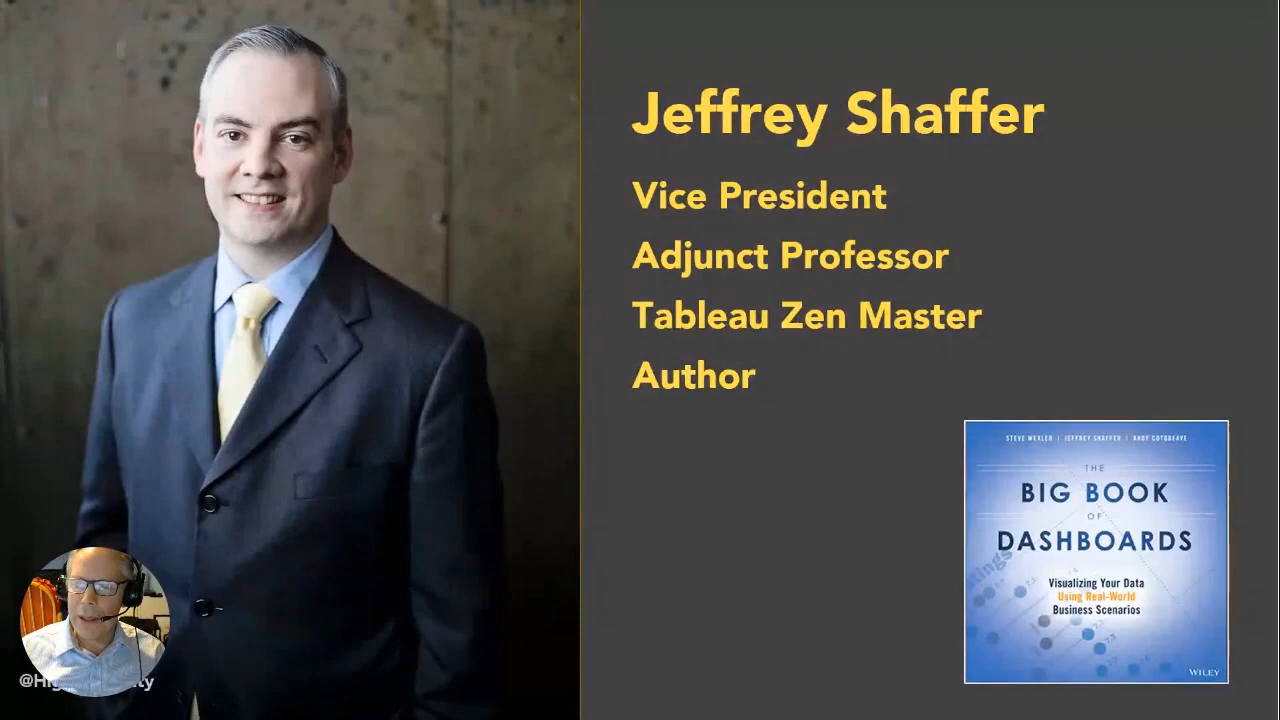 Jeffrey Shaffer
Vice President
Adjunct Professor
Tableau Zen Master
Author
STEVE WEXLER | JEFFREY SHAFFER | ANDY COTGREAVE
THE
BIG BOOK
OF
DASHBOARDS
Visualizing Your Data
Using Real-World
Business Scenarios
WILEY